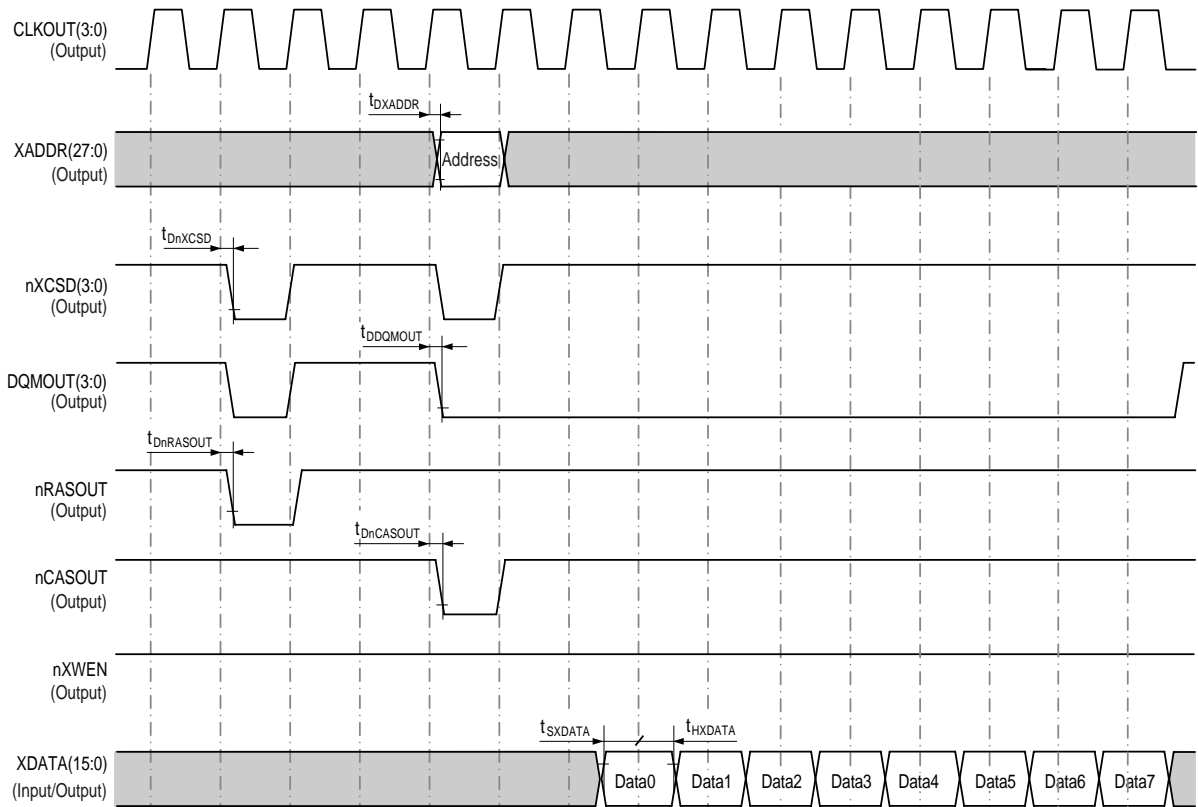 CLKOUT(3:0)
(Output)
tDXADDR
XADDR(27:0)
(Output)
Address
tDnXCSD
nXCSD(3:0)
(Output)
tDDQMOUT
DQMOUT(3:0)
(Output)
tDnRASOUT
nRASOUT
(Output)
tDnCASOUT
nCASOUT
(Output)
nXWEN
(Output)
tSXDATA
tHXDATA
XDATA(15:0)
(Input/Output)
Data0 Data1 Data2 Data3 Data4 Data5 Data6 Data7